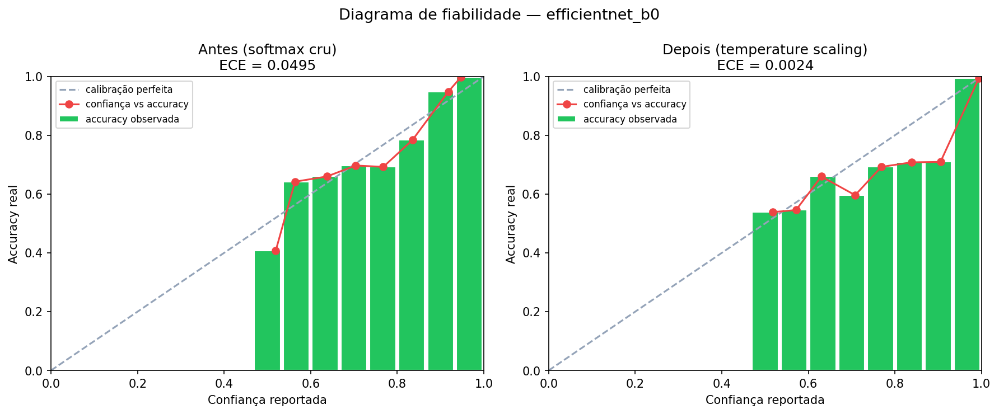 Diagrama de fiabilidade — efficientnet_b0
Antes (softmax cru)
ECE = 0.0495
calibração perfeita
confiança vs accuracy
accuracy observada
Accuracy real
1.0
0.8
0.6
0.4
0.2
0.0
0.0 0.2 0.4 0.6 0.8 1.0
Confiança reportada
Depois (temperature scaling)
ECE = 0.0024
calibração perfeita
confiança vs accuracy
accuracy observada
Accuracy real
1.0
0.8
0.6
0.4
0.2
0.0
0.0 0.2 0.4 0.6 0.8 1.0
Confiança reportada